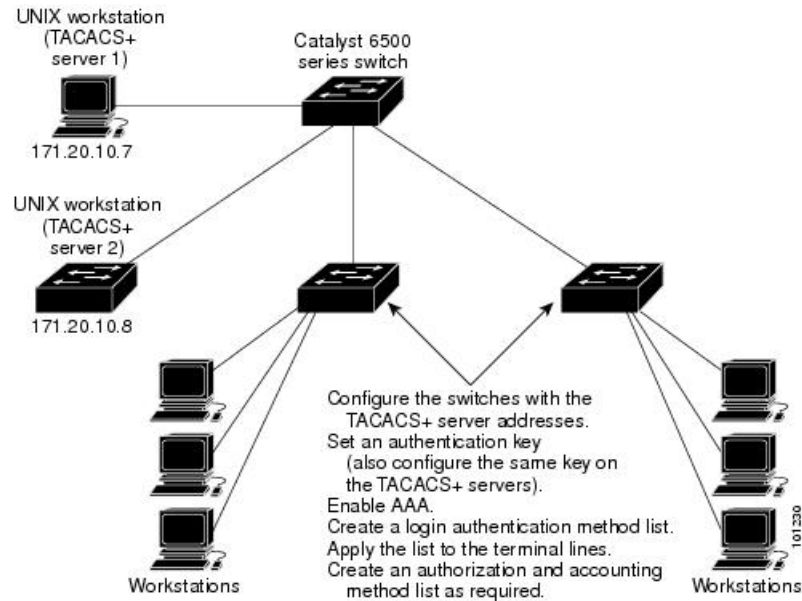 UNIX workstation
(TACACS+
server 1)
Catalyst 6500
series switch
171.20.10.7
UNIX workstation
(TACACS+
server 2)
171.20.10.8
Configure the switches with the
TACACS+ server addresses.
Set an authentication key
(also configure the same key on
the TACACS+ servers).
Enable AAA.
Create a login authentication method list.
Apply the list to the terminal lines.
Create an authorization and accounting
method list as required.
Workstations
Workstations
101230